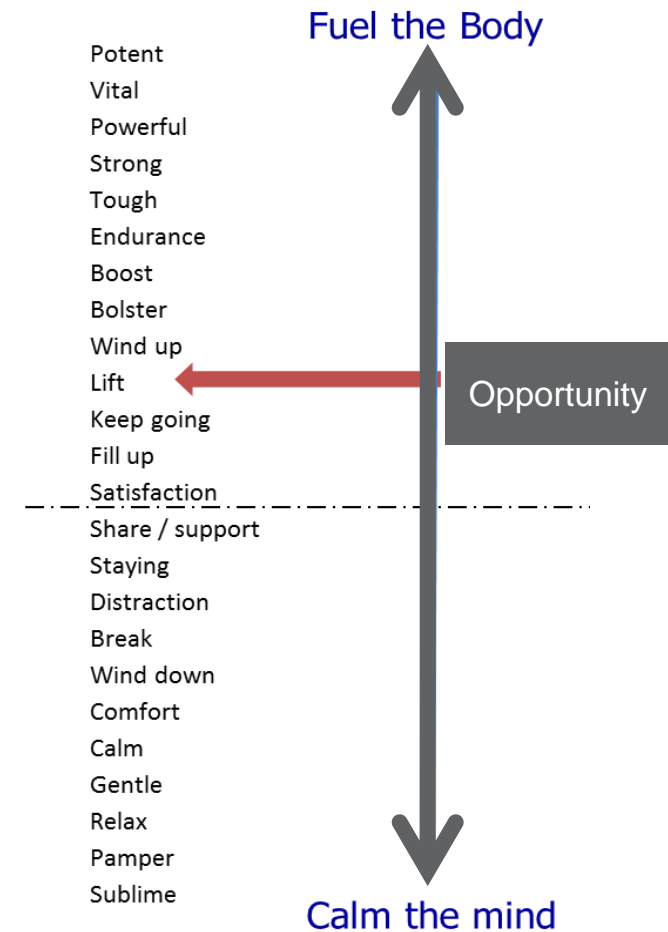 Fuel the Body
Potent
Vital
Powerful
Strong
Tough
Endurance
Boost
Bolster
Wind up
Lift
Opportunity
Keep going
Fill up
Satisfaction
Share / support
Staying
Distraction
Break
Wind down
Comfort
Calm
Gentle
Relax
Pamper
Sublime
Calm the mind